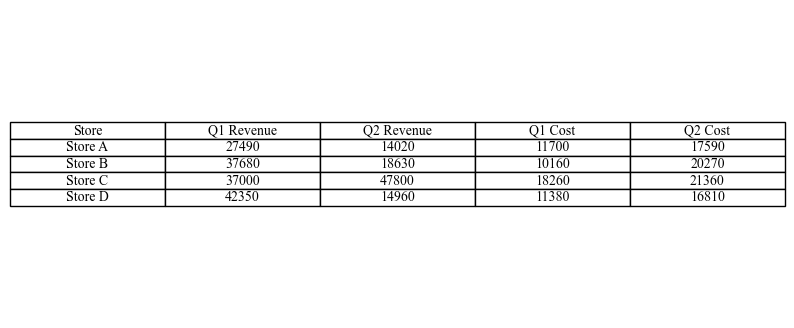 Store Q1 Revenue Q2 Revenue Q1 Cost Q2 Cost
Store A 27490 14020 11700 17590
Store B 37680 18630 10160 20270
Store C 37000 47800 18260 21360
Store D 42350 14960 11380 16810